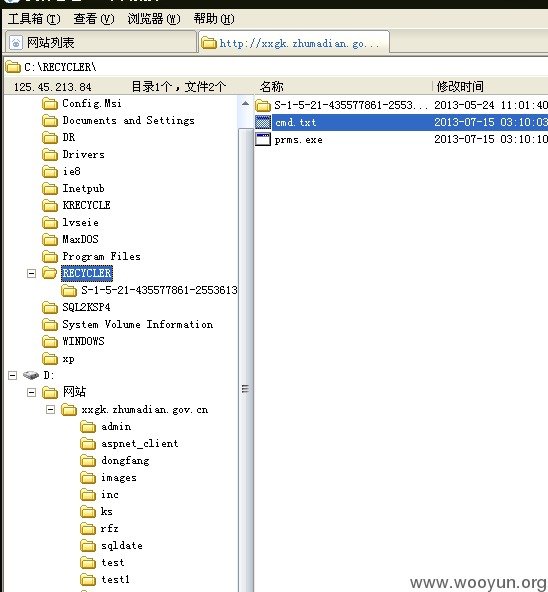 工具箱(T) 查看(V) 浏览器(W) 帮助(H)
网站列表 http://xxgk.zhumadian.go...
C:\RECYCLER\
125.45.213.84 目录1个，文件2个 名称 修改时间
Config.Msi
Documents and Settings
DR
Drivers
ie8
Inetpub
KRECYCLE
lvseie
MaxDOS
Program Files
RECYCLER
S-1-5-21-435577861-2553613
SQL2KSP4
System Volume Information
WINDOWS
xp
D:
网站
xxgk.zhumadian.gov.cn
admin
aspnet_client
dongfang
images
inc
ks
rfz
sqldate
test
test1
S-1-5-21-435577861-2553... 2013-05-24 11:01:40
cmd.txt 2013-07-15 03:10:03
prms.exe 2013-07-15 03:10:10
www.wooyun.org